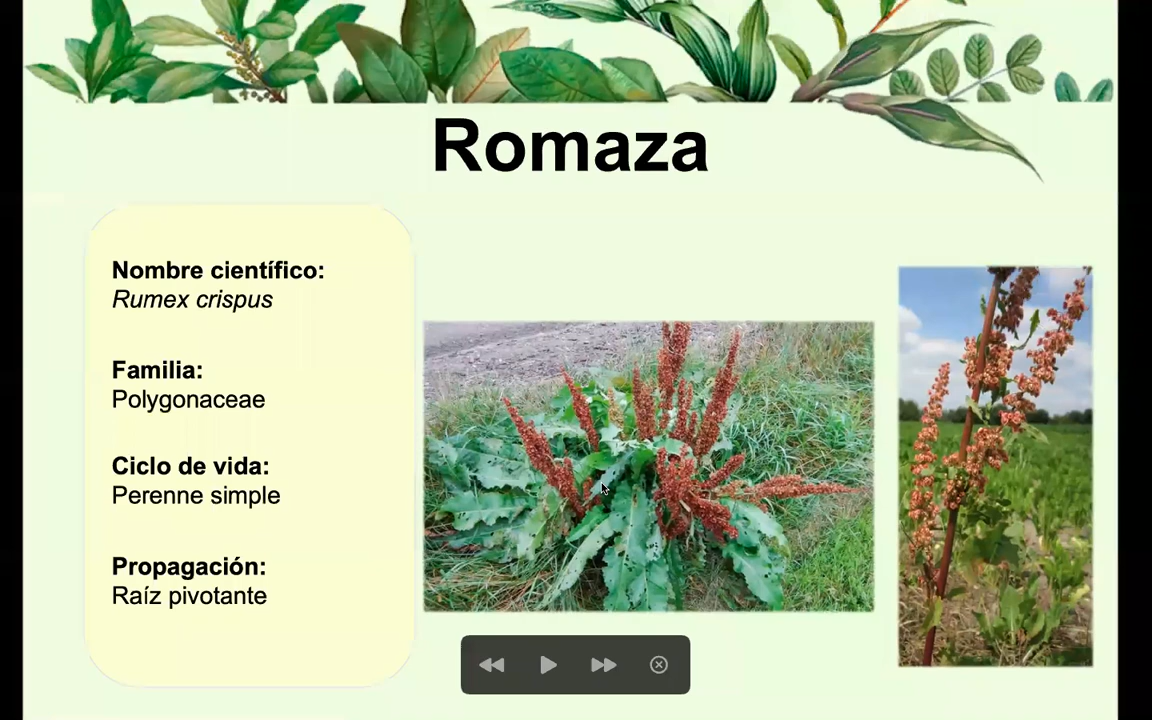 Romaza
Nombre científico:
Rumex crispus
Familia:
Polygonaceae
Ciclo de vida:
Perenne simple
Propagación:
Raíz pivotante